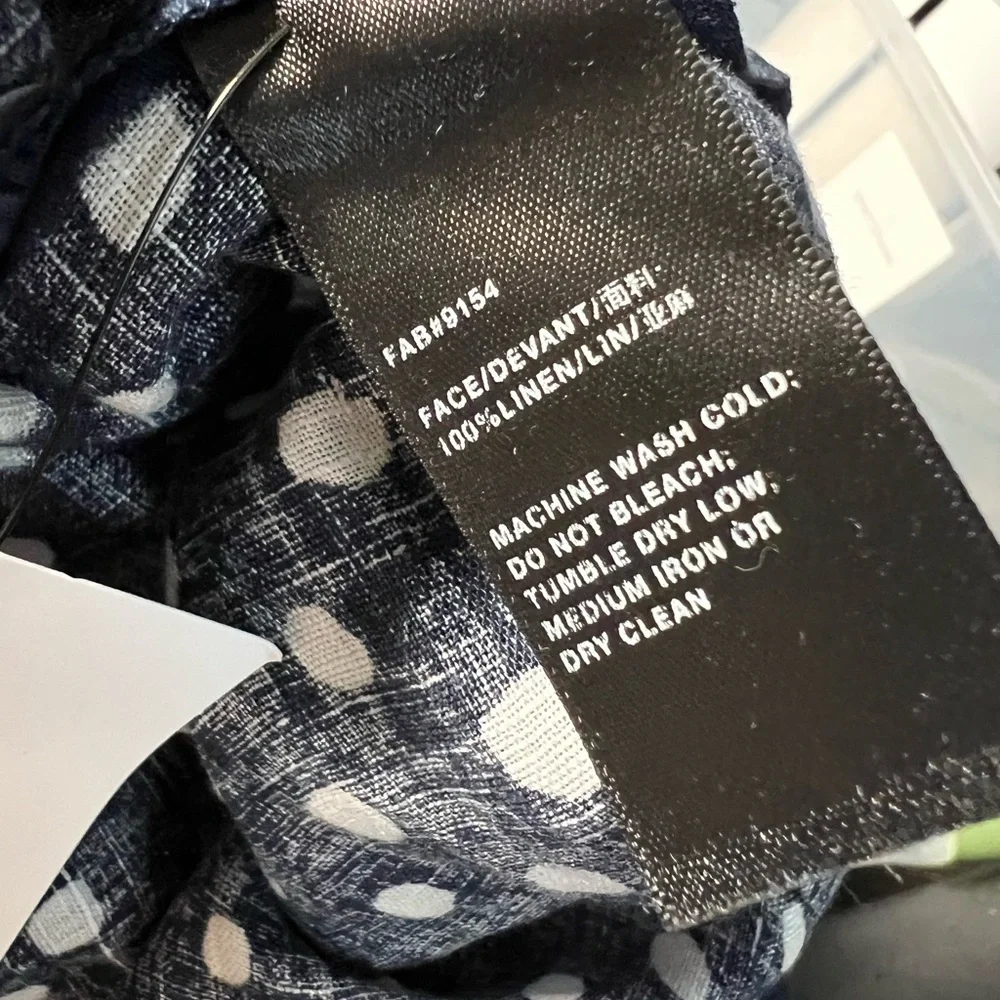 FAB#9154
FACE/DEVANT/面料:
100%LINEN/LIN/亚麻
MACHINE WASH COLD;
DO NOT BLEACH;
TUMBLE DRY LOW;
MEDIUM IRON OR
DRY CLEAN